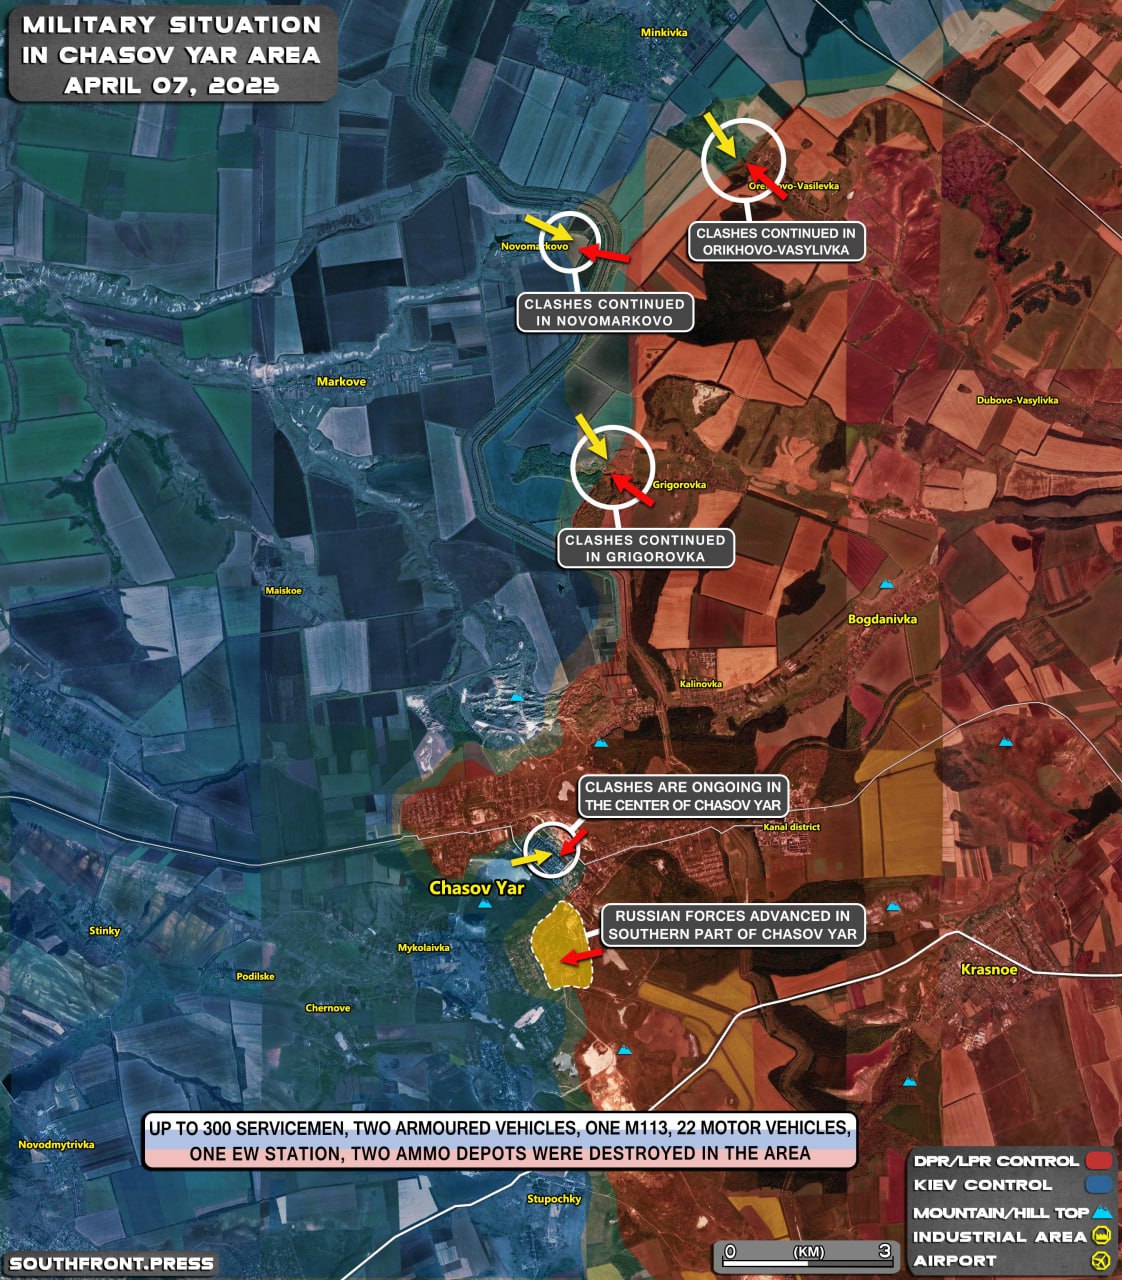 MILITARY SITUATION
IN CHASOV YAR AREA
APRIL 07, 2025
Minkivka
Orekhovo-Vasilevka
CLASHES CONTINUED IN
ORIKHOVO-VASYLIVKA
Novomarkovo
CLASHES CONTINUED
IN NOVOMARKOVO
Markove
Dubovo-Vasylivka
Grigorovka
CLASHES CONTINUED
IN GRIGOROVKA
Maiskoe
Bogdanivka
Kalinovka
CLASHES ARE ONGOING IN
THE CENTER OF CHASOV YAR
Kanal district
Chasov Yar
RUSSIAN FORCES ADVANCED IN
SOUTHERN PART OF CHASOV YAR
Stinky
Mykolaivka
Krasnoe
Podilske
Chernove
UP TO 300 SERVICEMEN, TWO ARMOURED VEHICLES, ONE M113, 22 MOTOR VEHICLES,
ONE EW STATION, TWO AMMO DEPOTS WERE DESTROYED IN THE AREA
Novodmytrivka
Stupochky
DPR/LPR CONTROL
KIEV CONTROL
MOUNTAIN/HILL TOP
INDUSTRIAL AREA
AIRPORT
0 (KM) 3
SOUTHFRONT.PRESS